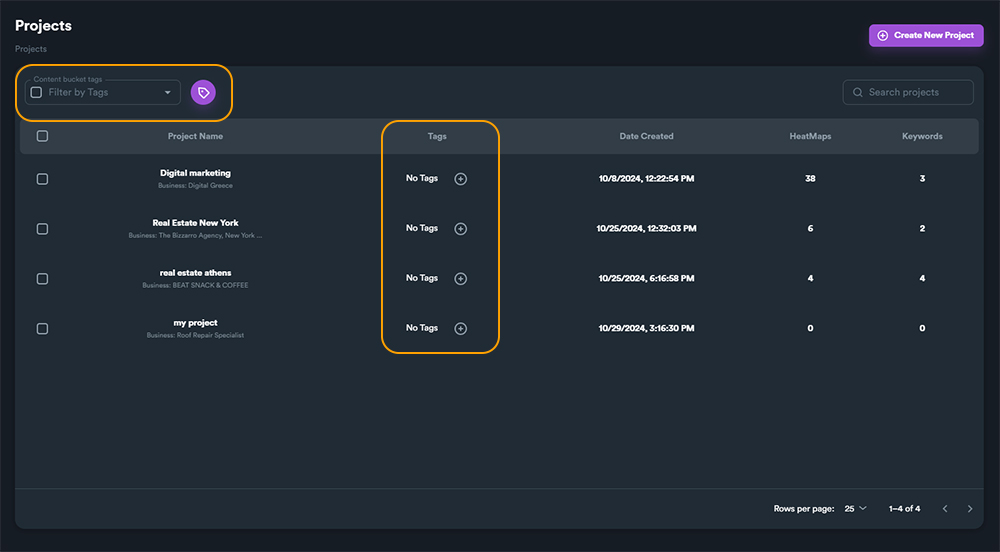 Projects
Projects
Create New Project
Content bucket tags
Filter by Tags
Search projects
Project Name Tags Date Created HeatMaps Keywords
Digital marketing No Tags 10/8/2024, 12:22:54 PM 38 3
Business: Digital Greece
Real Estate New York No Tags 10/25/2024, 12:32:03 PM 6 2
Business: The Bizzarro Agency, New York ...
real estate athens No Tags 10/25/2024, 6:16:58 PM 4 4
Business: BEAT SNACK & COFFEE
my project No Tags 10/29/2024, 3:16:30 PM 0 0
Business: Roof Repair Specialist
Rows per page: 25 1–4 of 4